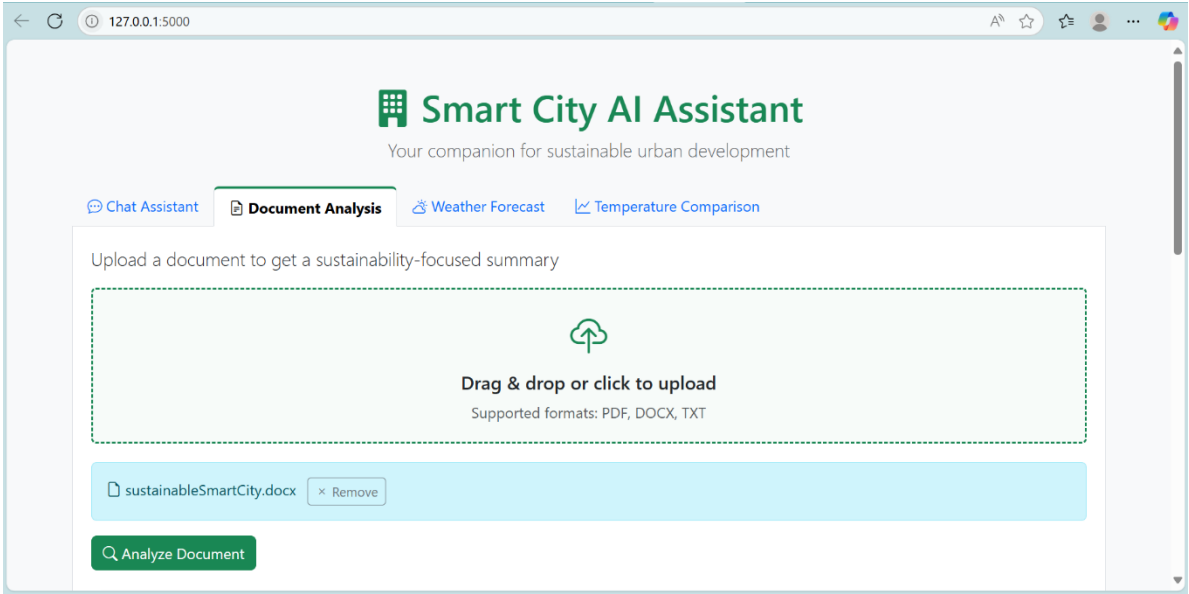 127.0.0.1:5000
Smart City AI Assistant
Your companion for sustainable urban development
Chat Assistant Document Analysis Weather Forecast Temperature Comparison
Upload a document to get a sustainability-focused summary
Drag & drop or click to upload
Supported formats: PDF, DOCX, TXT
sustainableSmartCity.docx × Remove
Analyze Document